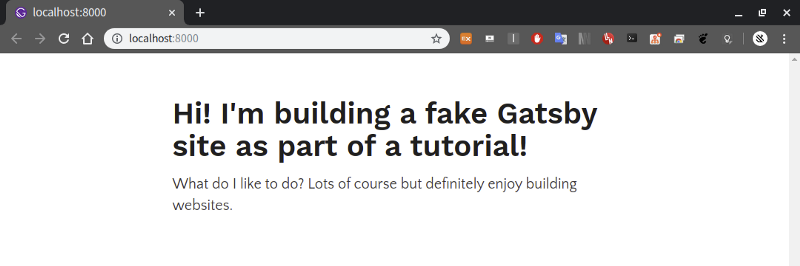 localhost:8000
localhost:8000
Hi! I'm building a fake Gatsby
site as part of a tutorial!
What do I like to do? Lots of course but definitely enjoy building
websites.